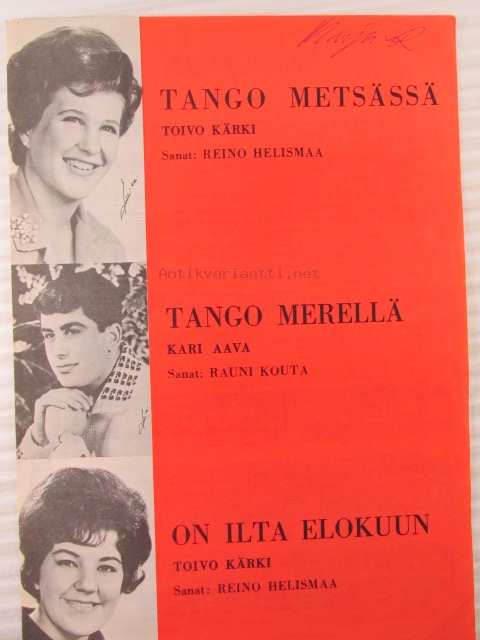 Marja R
TANGO METSÄSSÄ
TOIVO KÄRKI
Sanat: REINO HELISMAA
Antikvariaatti.net
TANGO MERELLÄ
KARI AAVA
Sanat: RAUNI KOUTA
ON ILTA ELOKUUN
TOIVO KÄRKI
Sanat: REINO HELISMAA